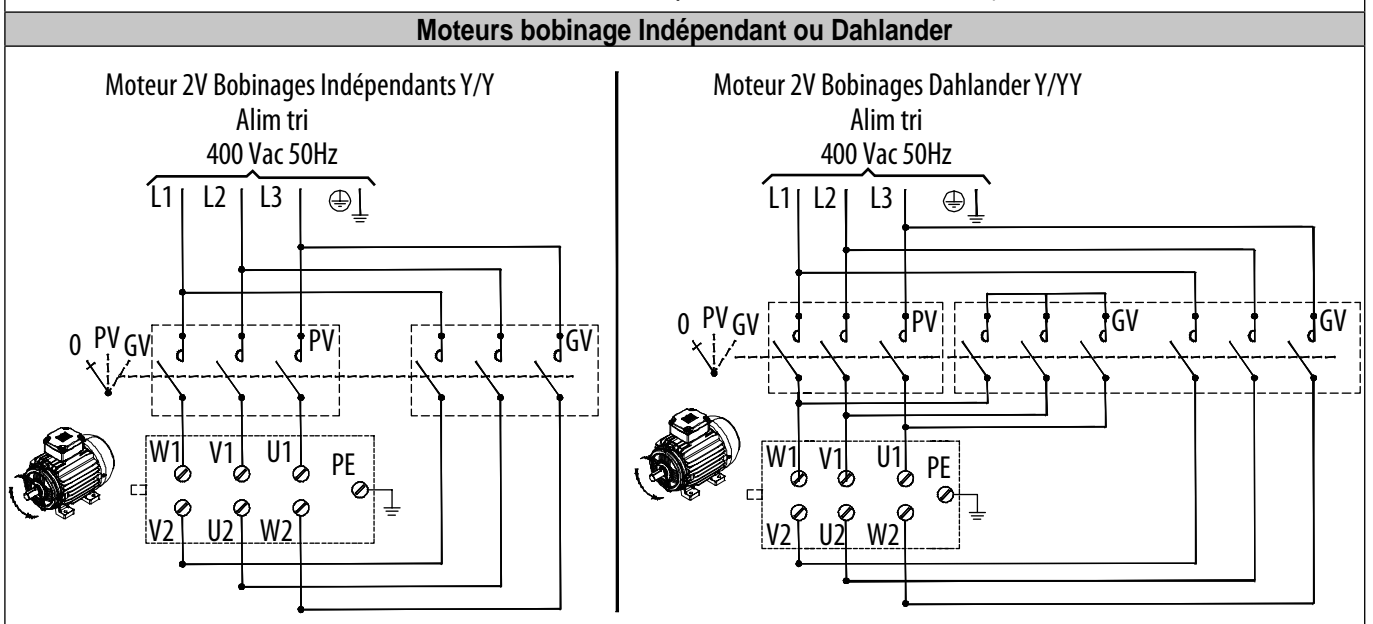 Moteurs bobinage Indépendant ou Dahlander
Moteur 2V Bobinages Indépendants Y/Y
Alim tri
400 Vac 50Hz
L1 L2 L3
0 PV GV
PV
GV
W1 V1 U1 PE
V2 U2 W2
Moteur 2V Bobinages Dahlander Y/YY
Alim tri
400 Vac 50Hz
L1 L2 L3
0 PV GV
PV
GV
GV
W1 V1 U1 PE
V2 U2 W2